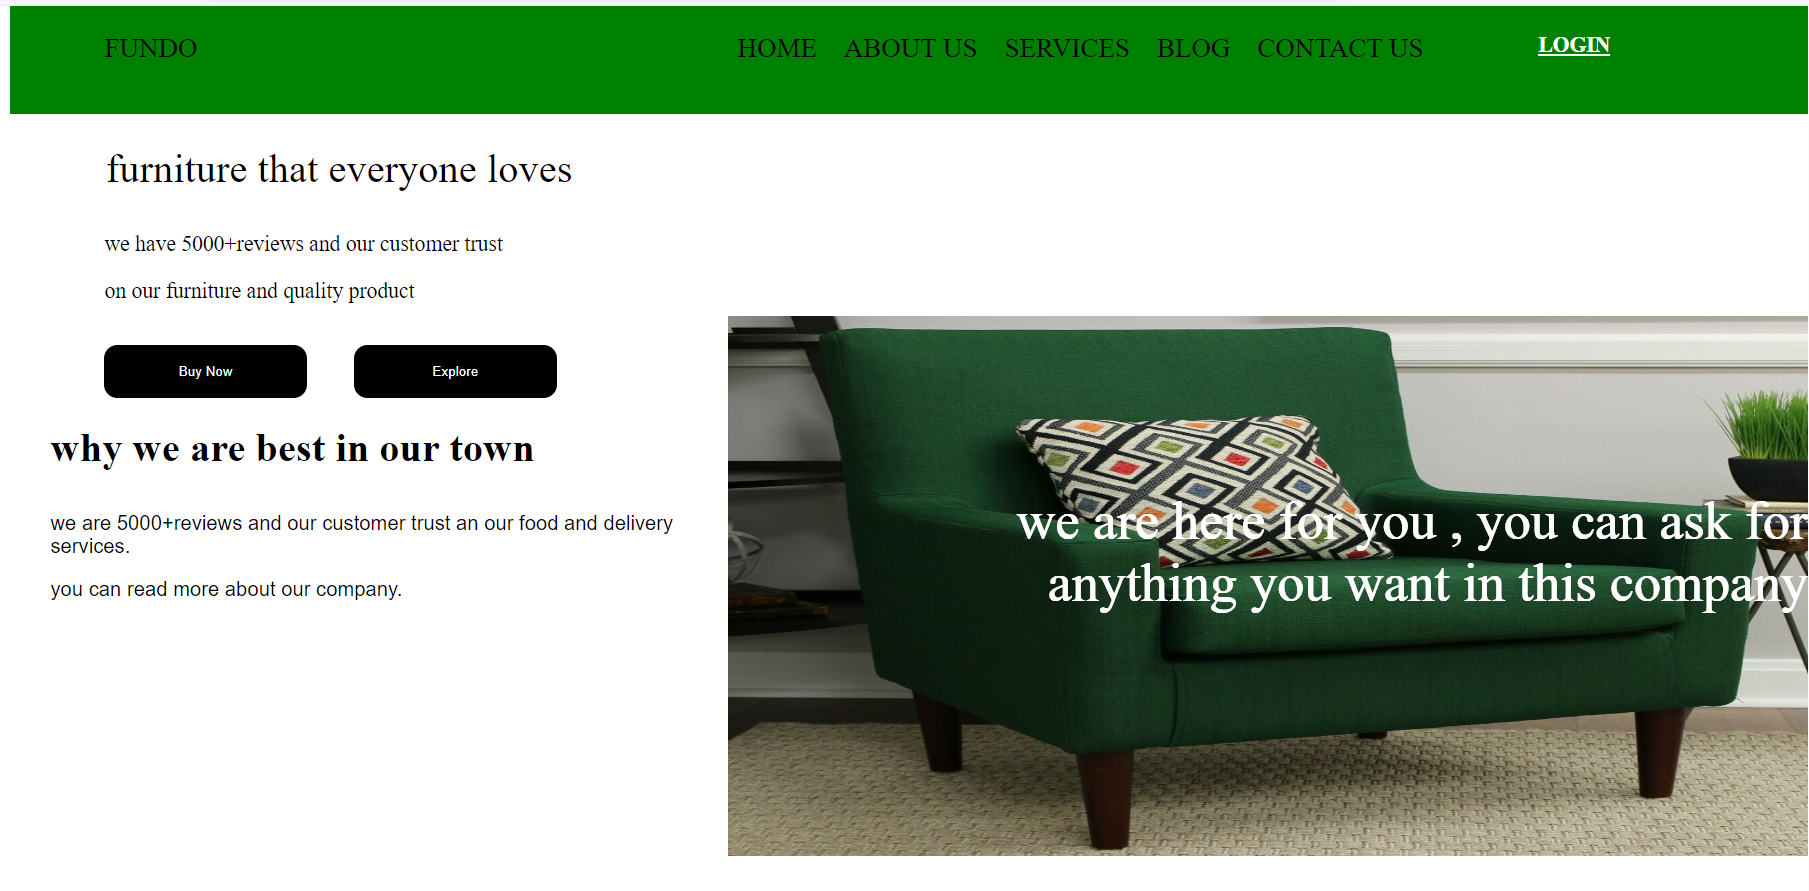 FUNDO
HOME ABOUT US SERVICES BLOG CONTACT US
LOGIN
furniture that everyone loves
we have 5000+reviews and our customer trust
on our furniture and quality product
Buy Now
Explore
why we are best in our town
we are 5000+reviews and our customer trust an our food and delivery
services.
you can read more about our company.
we are here for you , you can ask for
anything you want in this company